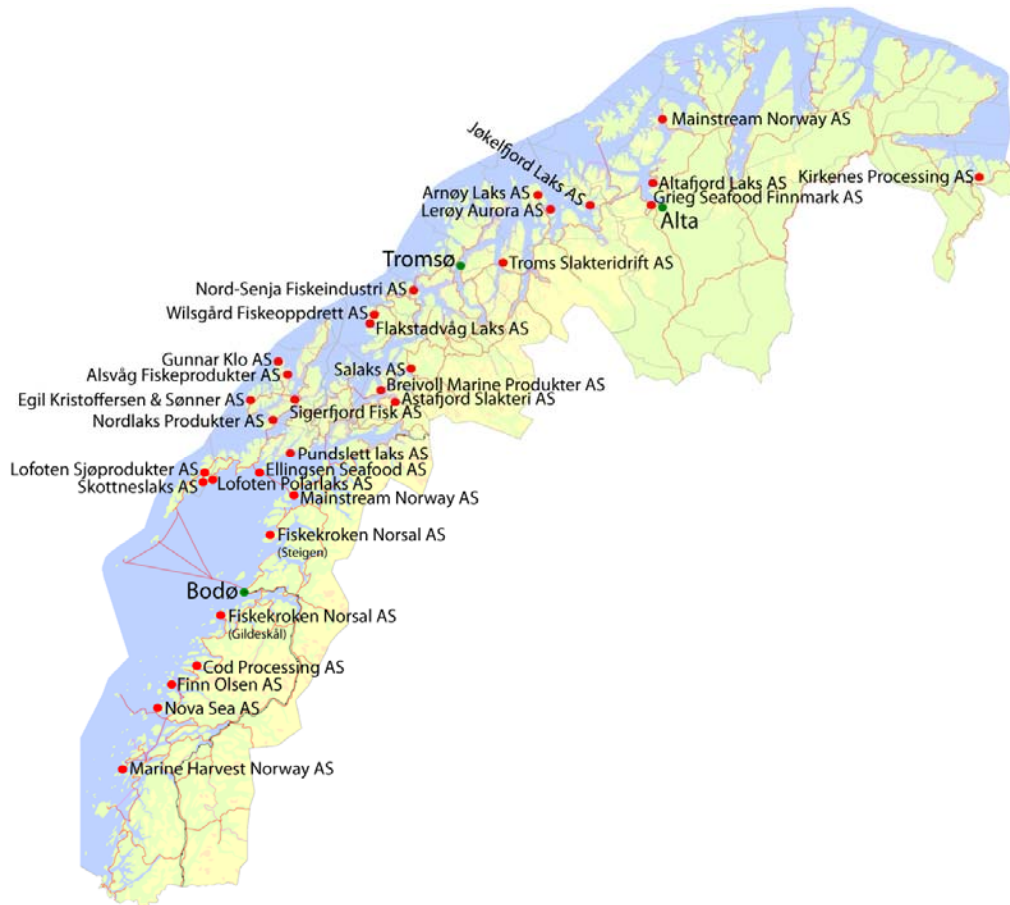 Mainstream Norway AS
Jøkelfjord Laks AS
Kirkenes Processing AS
Altafjord Laks AS
Arnøy Laks AS
Grieg Seafood Finnmark AS
Lerøy Aurora AS
Alta
Tromsø
Troms Slakteridrift AS
Nord-Senja Fiskeindustri AS
Wilsgård Fiskeoppdrett AS
Flakstadvåg Laks AS
Gunnar Klo AS
Salaks AS
Alsvåg Fiskeprodukter AS
Breivoll Marine Produkter AS
Egil Kristoffersen & Sønner AS
Astafjord Slakteri AS
Sigerfjord Fisk AS
Nordlaks Produkter AS
Pundslett laks AS
Lofoten Sjøprodukter AS
Ellingsen Seafood AS
Skottneslaks AS
Lofoten Polarlaks AS
Mainstream Norway AS
Fiskekroken Norsal AS
(Steigen)
Bodø
Fiskekroken Norsal AS
(Gildeskål)
Cod Processing AS
Finn Olsen AS
Nova Sea AS
Marine Harvest Norway AS